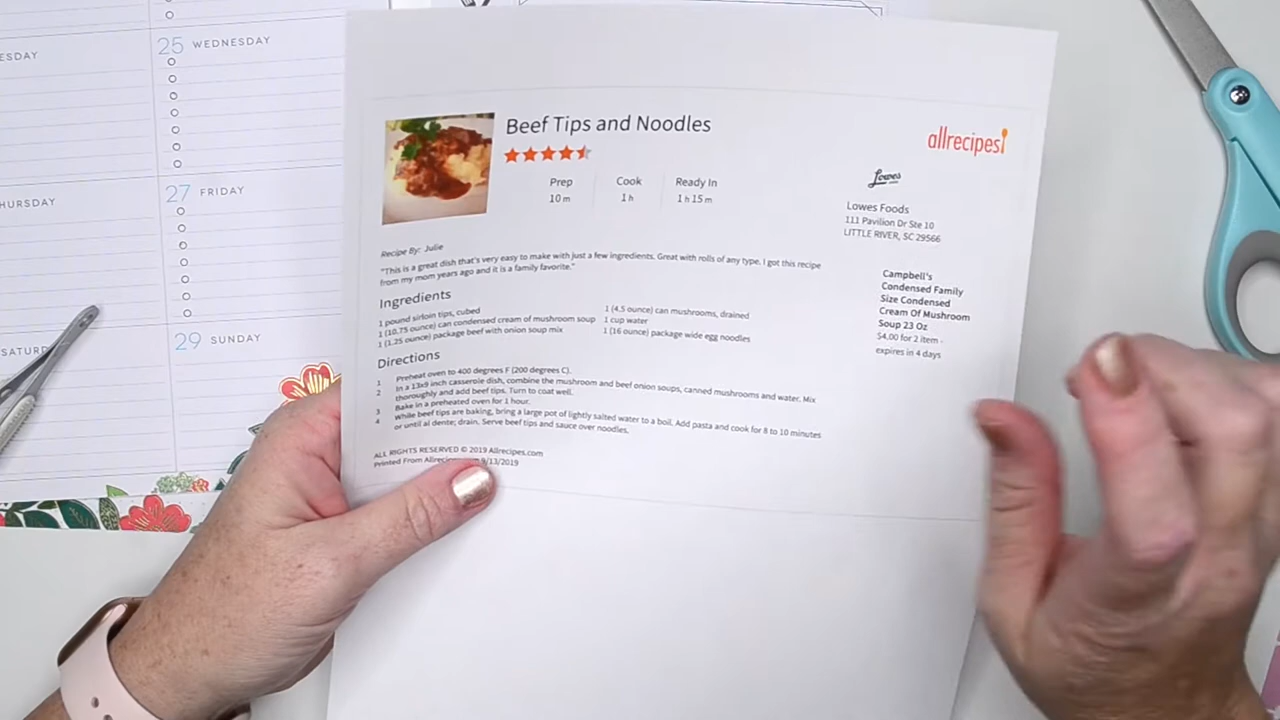 25 WEDNESDAY
27 FRIDAY
29 SUNDAY
Beef Tips and Noodles
allrecipes
Prep Cook Ready In
10 m 1 h 1 h 15 m
Lowes
Lowes Foods
111 Pavilion Dr Ste 10
LITTLE RIVER, SC 29566
Recipe By: Julie
"This is a great dish that's very easy to make with just a few ingredients. Great with rolls of any type. I got this recipe
from my mom years ago and it is a family favorite."
Campbell's
Condensed Family
Size Condensed
Cream Of Mushroom
Soup 23 Oz
$4.00 for 2 item -
expires in 4 days
Ingredients
1 pound sirloin tips, cubed
1 (10.75 ounce) can condensed cream of mushroom soup
1 (1.25 ounce) package beef with onion soup mix
1 (4.5 ounce) can mushrooms, drained
1 cup water
1 (16 ounce) package wide egg noodles
Directions
1 Preheat oven to 400 degrees F (200 degrees C).
2 In a 13x9 inch casserole dish, combine the mushroom and beef onion soups, canned mushrooms and water. Mix
thoroughly and add beef tips. Turn to coat well.
3 Bake in a preheated oven for 1 hour.
4 While beef tips are baking, bring a large pot of lightly salted water to a boil. Add pasta and cook for 8 to 10 minutes
or until al dente; drain. Serve beef tips and sauce over noodles.
ALL RIGHTS RESERVED © 2019 Allrecipes.com
Printed From 9/13/2019